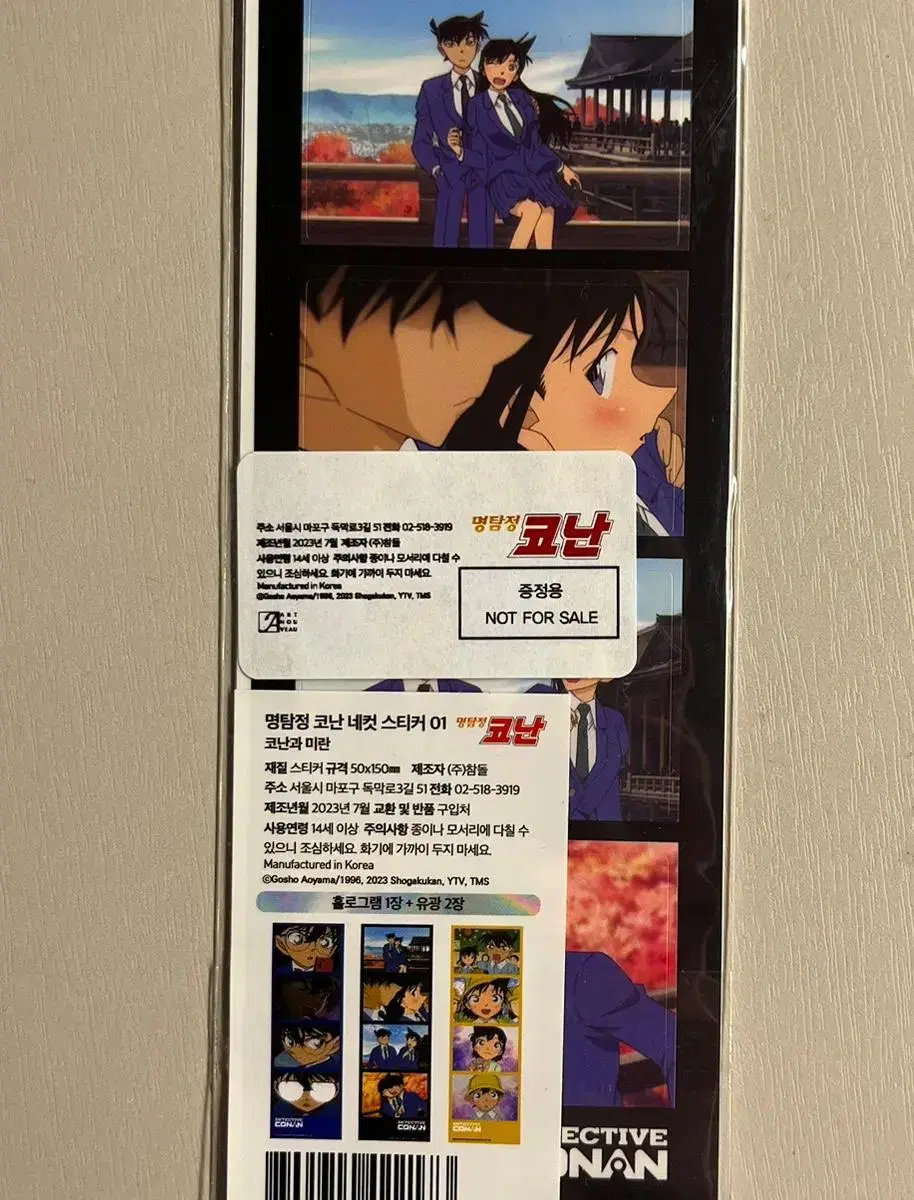 주소 서울시 마포구 독막로3길 51 전화 02-518-3919
제조년월 2023년 7월 제조자 (주)참돌
사용연령 14세 이상 주의사항 종이나 모서리에 다칠 수
있으니 조심하세요. 화기에 가까이 두지 마세요.
Manufactured in Korea
©Gosho Aoyama/1996, 2023 Shogakukan, YTV, TMS
ART
NOU
VEAU
명탐정 코난
증정용
NOT FOR SALE
명탐정 코난 네컷 스티커 01
명탐정 코난
코난과 미란
재질 스티커 규격 50x150㎜ 제조자 (주)참돌
주소 서울시 마포구 독막로3길 51 전화 02-518-3919
제조년월 2023년 7월 교환 및 반품 구입처
사용연령 14세 이상 주의사항 종이나 모서리에 다칠 수
있으니 조심하세요. 화기에 가까이 두지 마세요.
Manufactured in Korea
©Gosho Aoyama/1996, 2023 Shogakukan, YTV, TMS
홀로그램 1장 + 유광 2장
DETECTIVE
CONAN
DETECTIVE
CONAN
DETECTIVE
CONAN
ECTIVE
ONAN